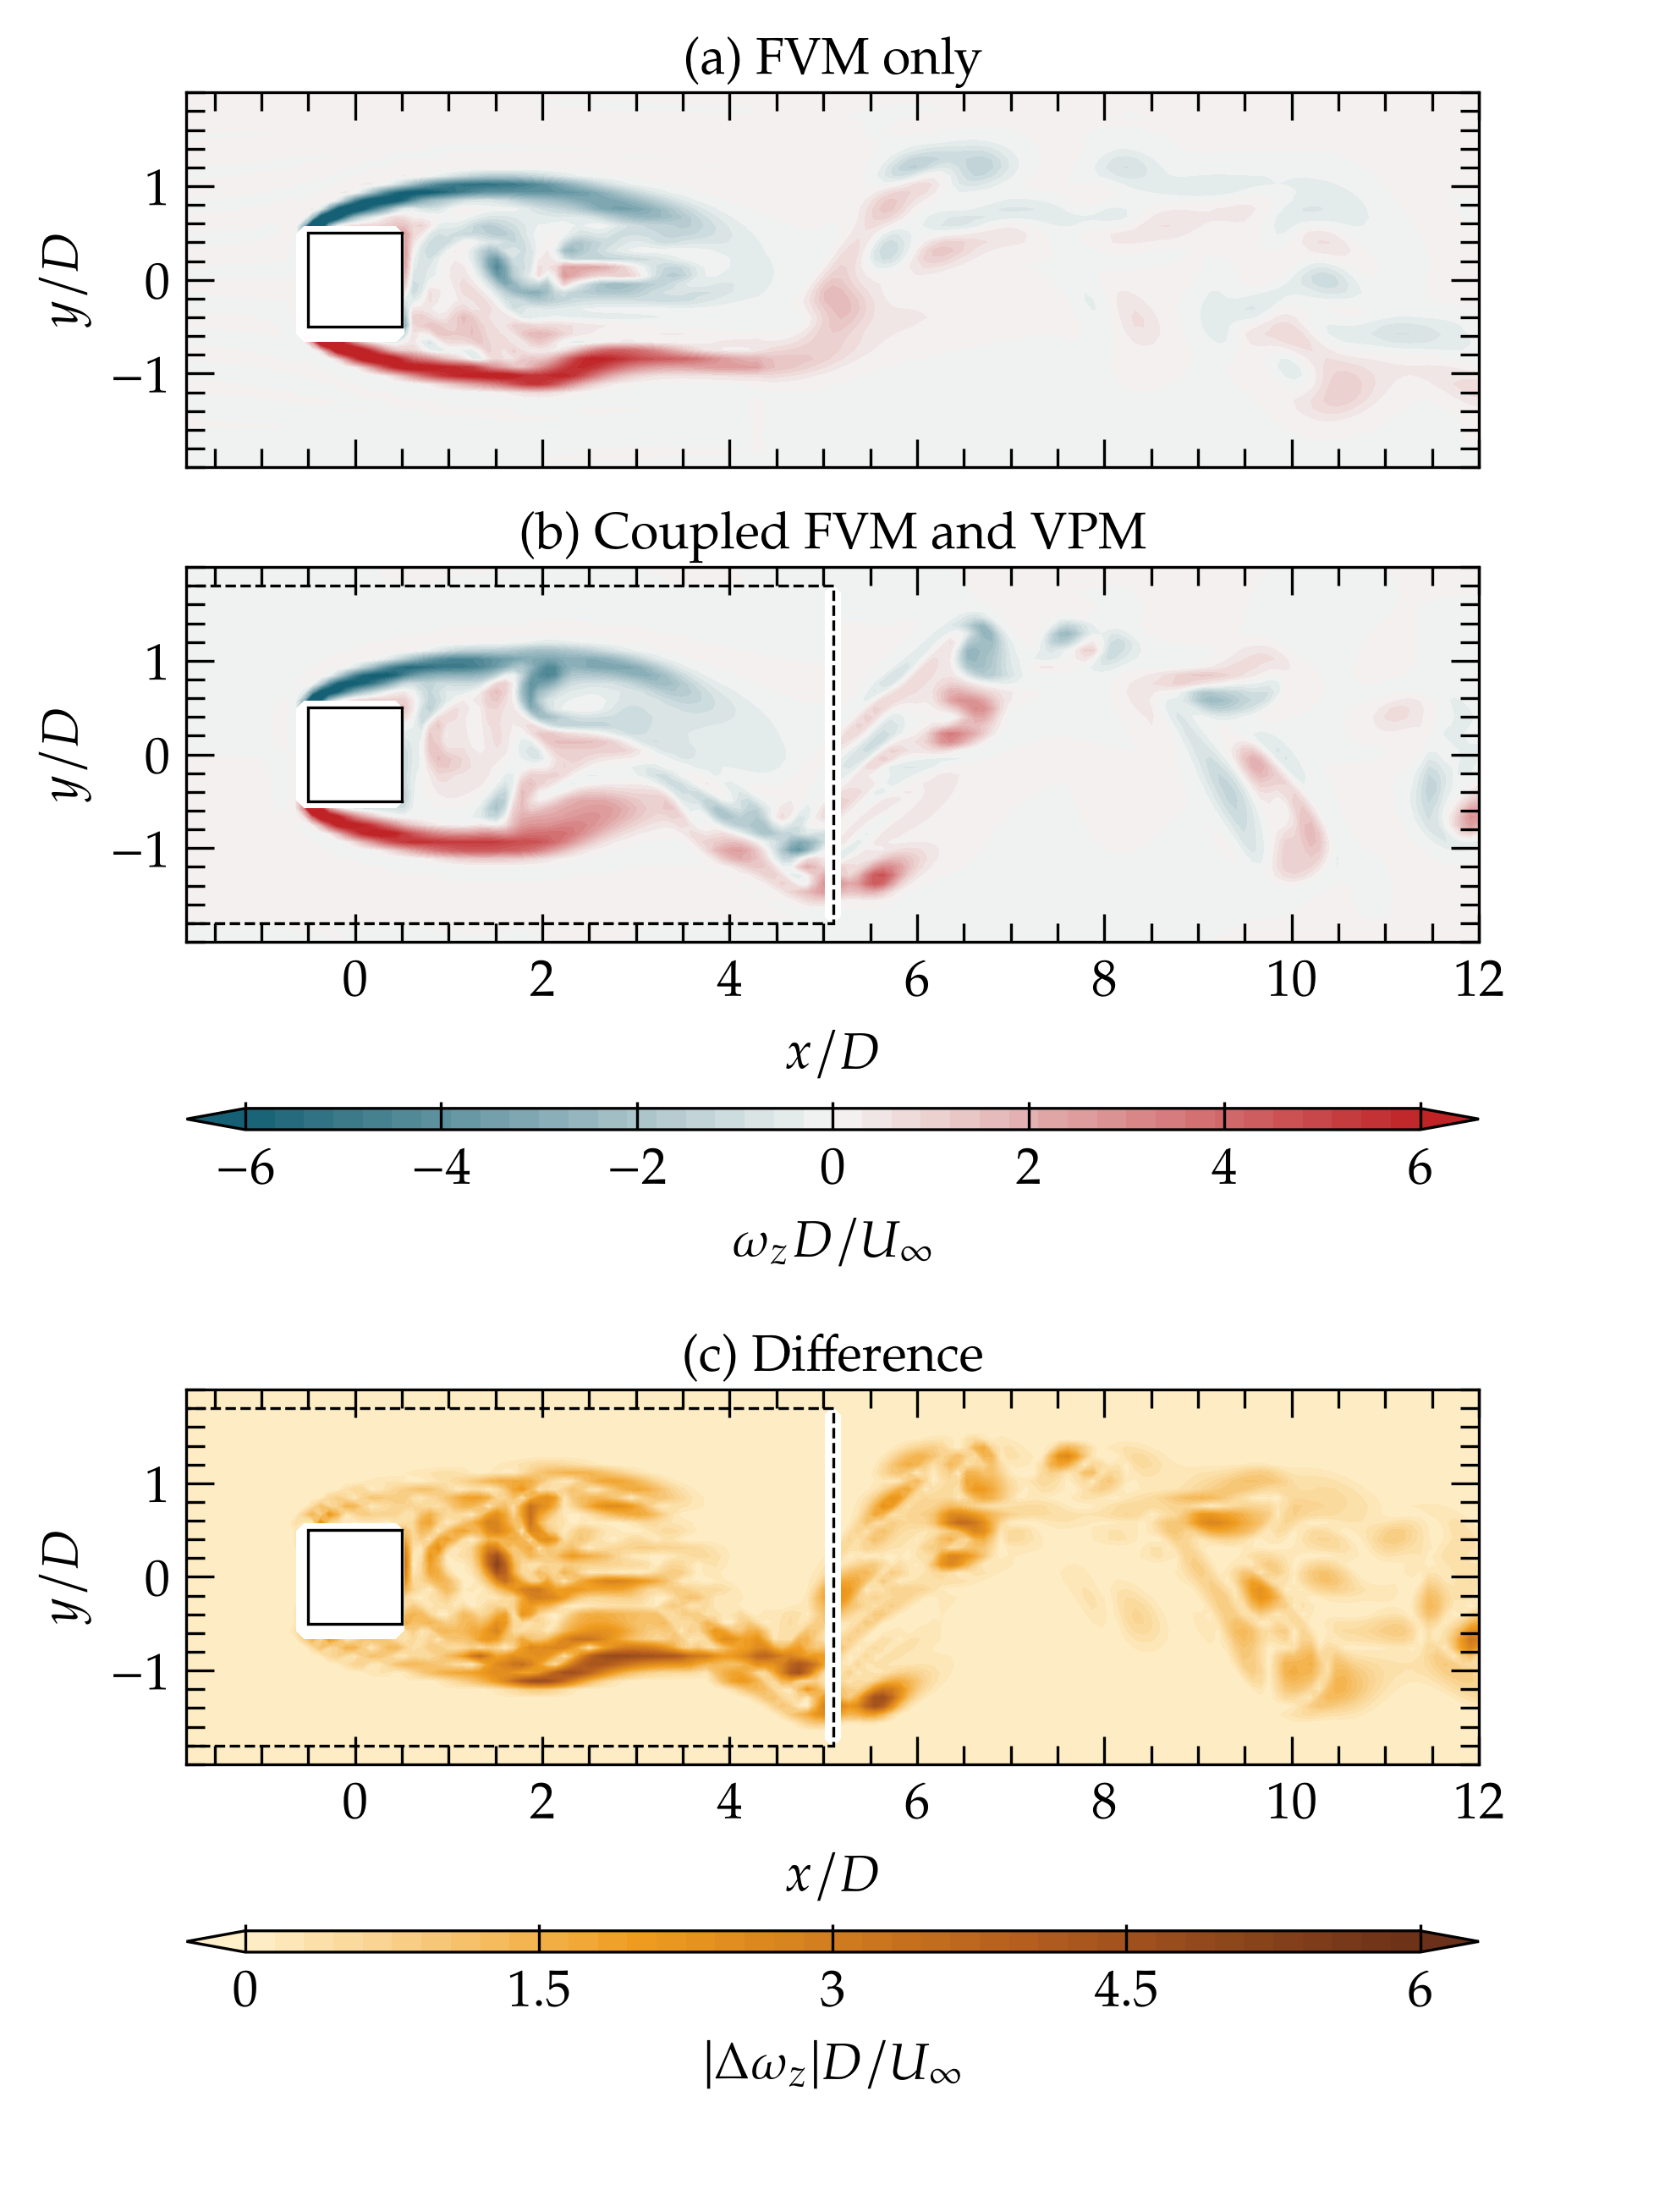 (a) FVM only
1
0
−1
y/D
(b) Coupled FVM and VPM
1
0
−1
y/D
0 2 4 6 8 10 12
x/D
−6 −4 −2 0 2 4 6
ω_z D/U_∞
(c) Difference
1
0
−1
y/D
0 2 4 6 8 10 12
x/D
0 1.5 3 4.5 6
|Δω_z|D/U_∞